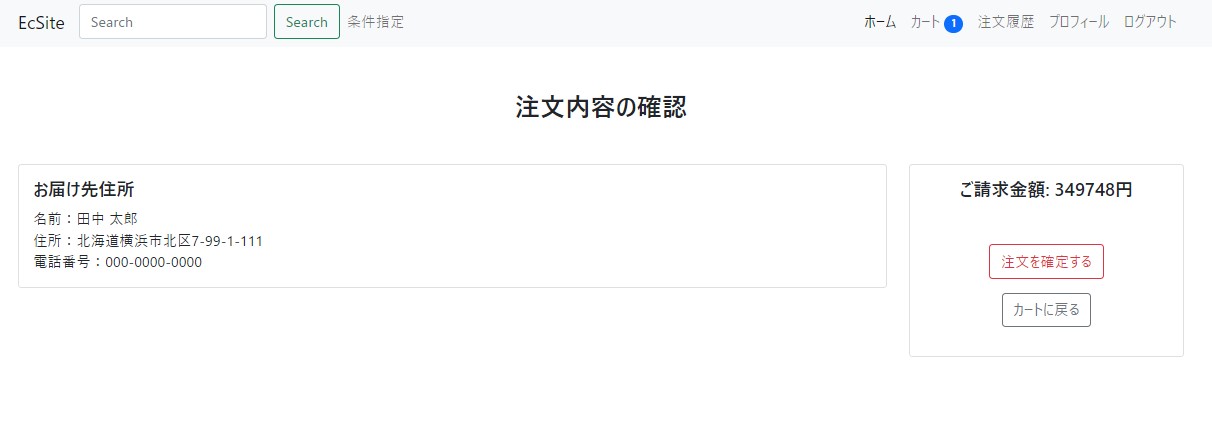 EcSite Search Search 条件指定 ホーム カート 1 注文履歴 プロフィール ログアウト
注文内容の確認
お届け先住所
名前：田中 太郎
住所：北海道横浜市北区7-99-1-111
電話番号：000-0000-0000
ご請求金額: 349748円
注文を確定する
カートに戻る